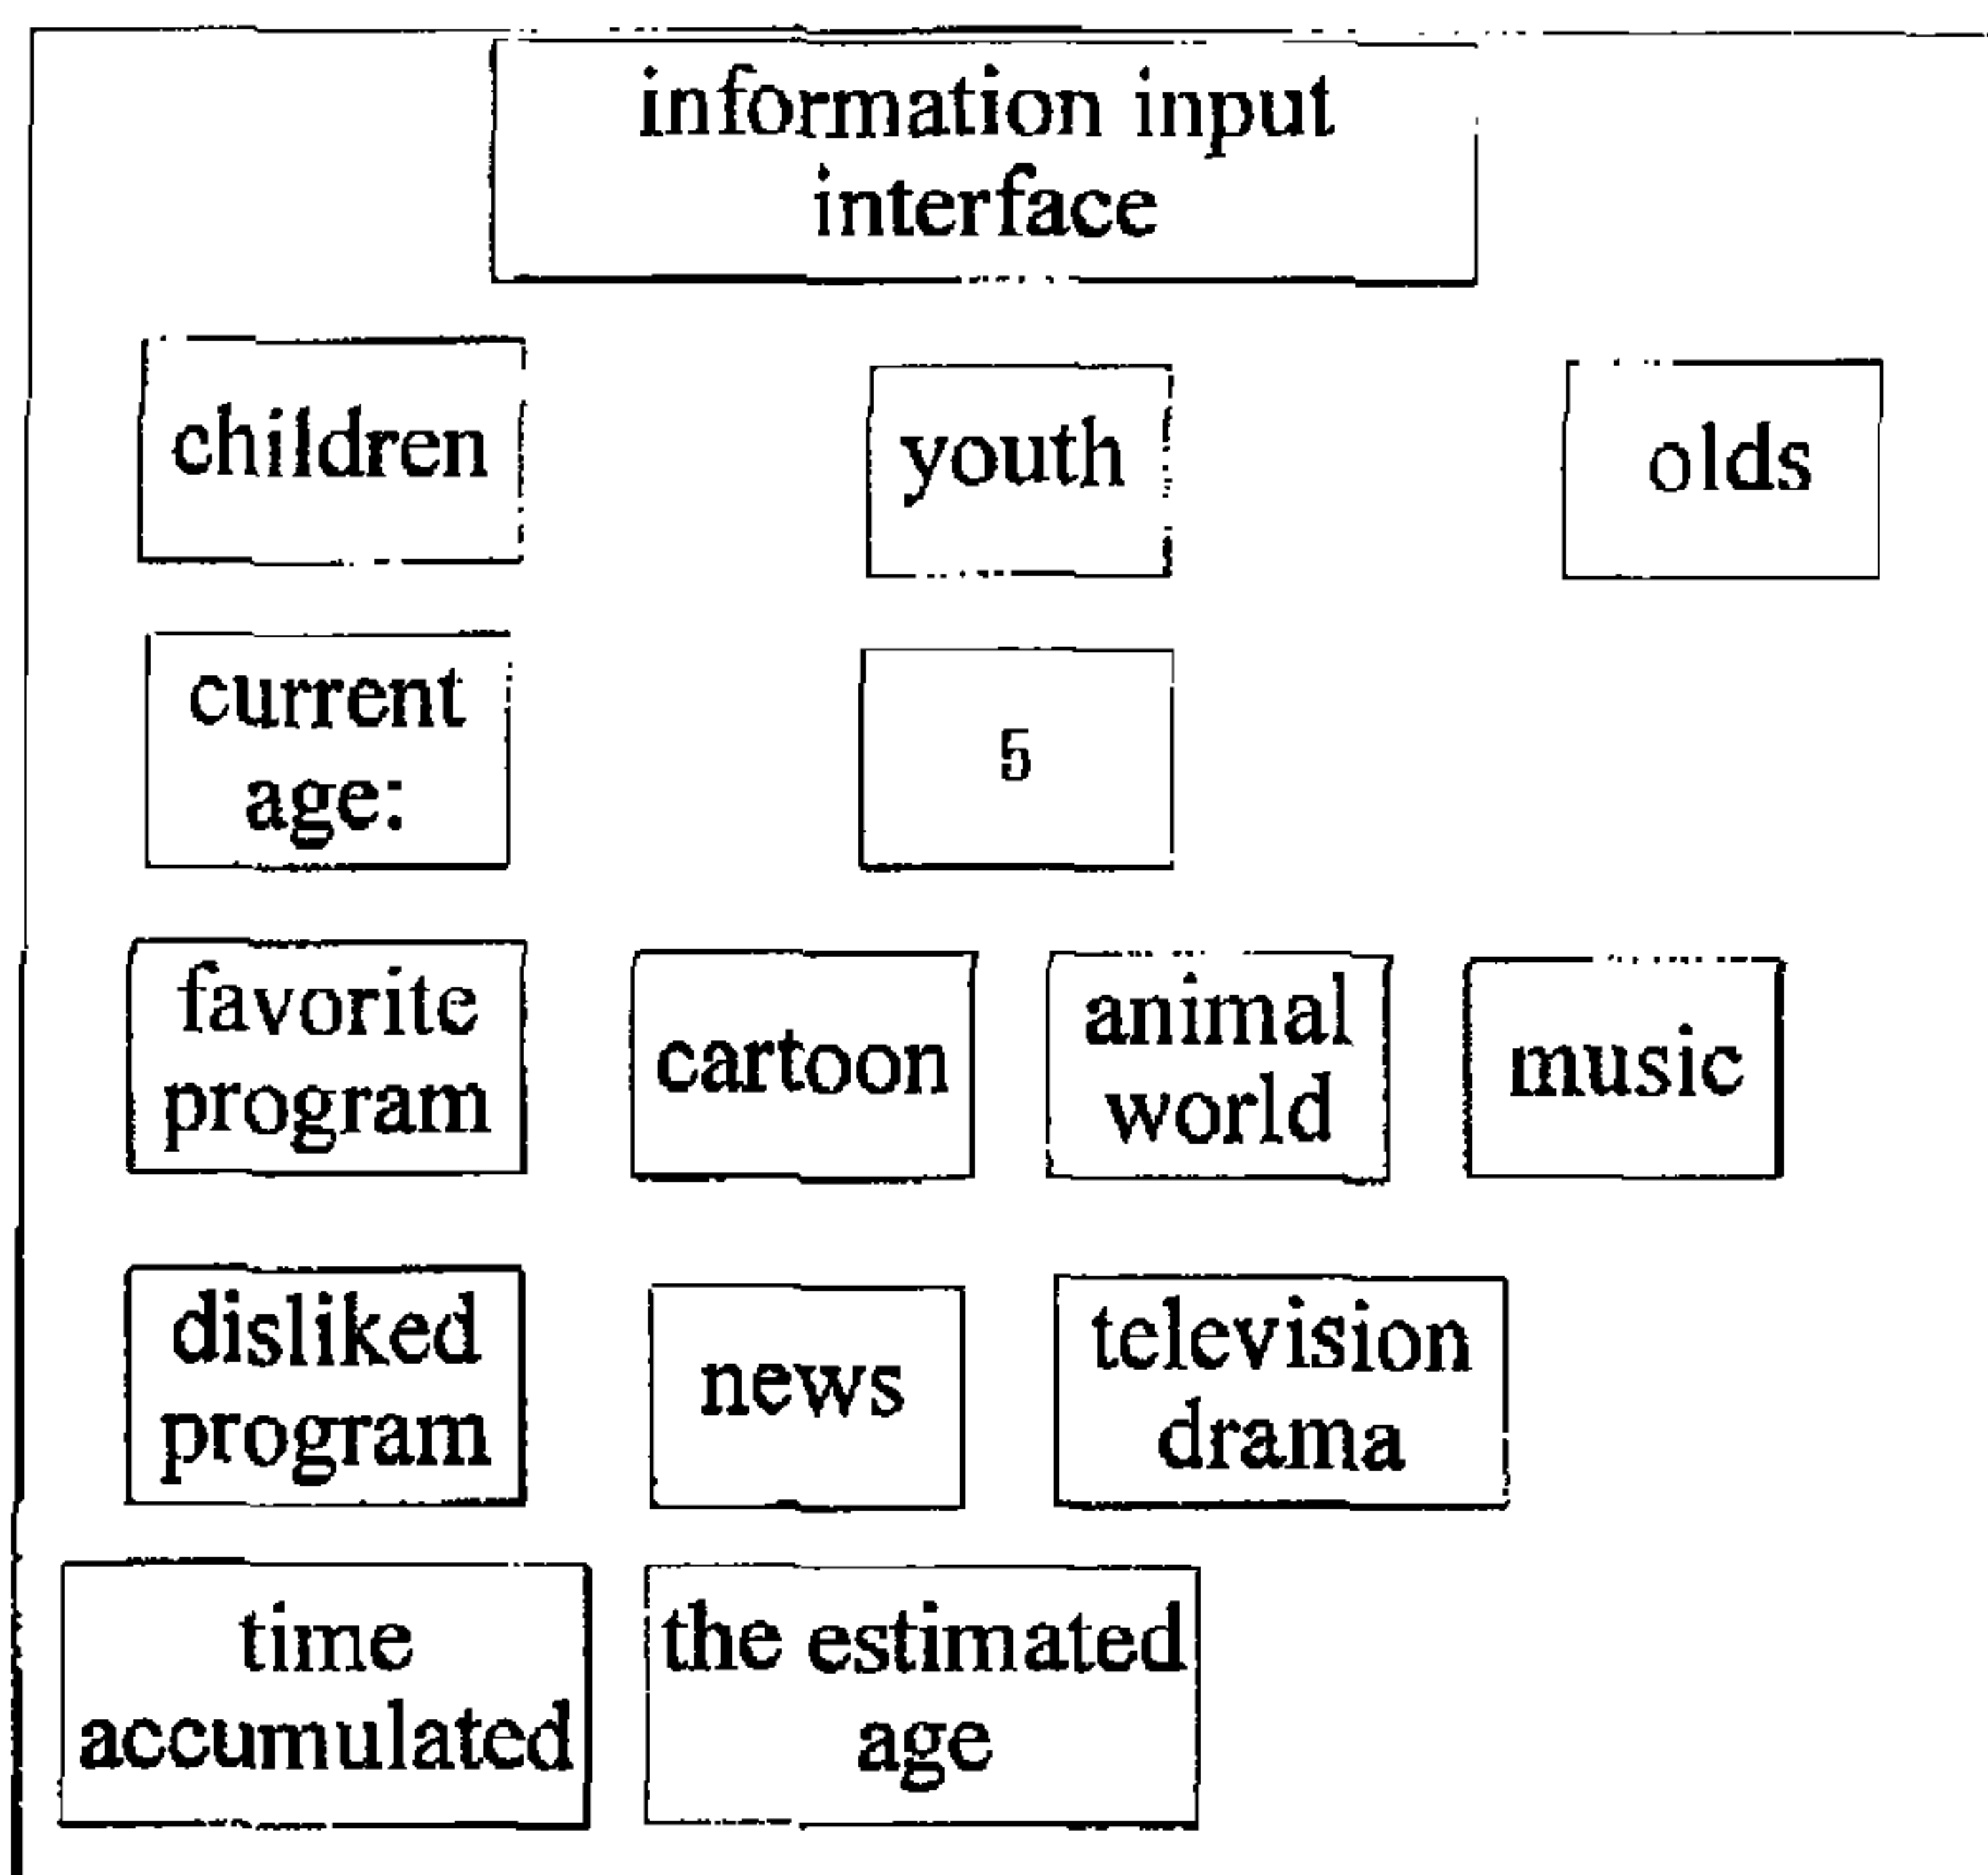 information input
interface
children
youth
olds
current
age:
5
favorite
program
cartoon
animal
world
music
disliked
program
news
television
drama
time
accumulated
the estimated
age